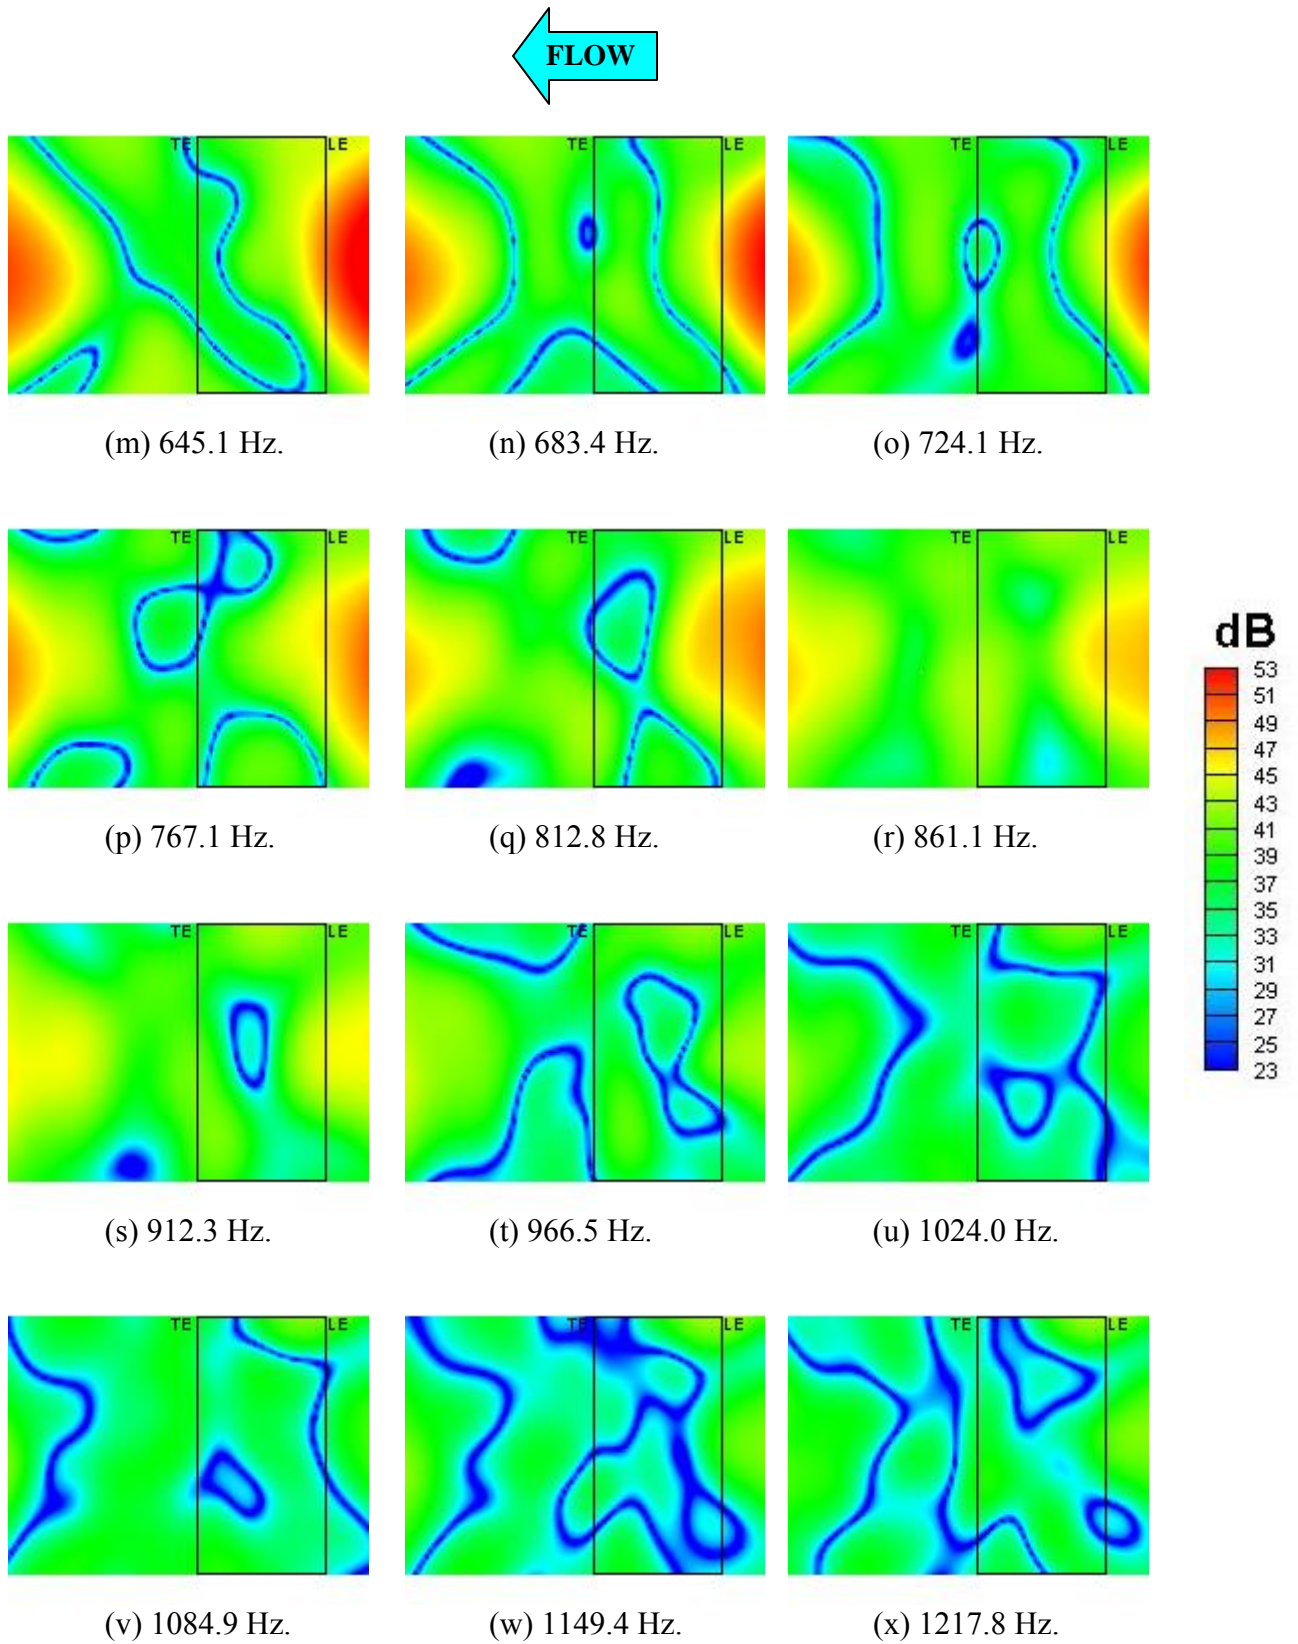 FLOW
TE LE TE LE TE LE
(m) 645.1 Hz. (n) 683.4 Hz. (o) 724.1 Hz.
TE LE TE LE TE LE
(p) 767.1 Hz. (q) 812.8 Hz. (r) 861.1 Hz.
dB
53
51
49
47
45
43
41
39
37
35
33
31
29
27
25
23
TE LE TE LE TE LE
(s) 912.3 Hz. (t) 966.5 Hz. (u) 1024.0 Hz.
TE LE TE LE TE LE
(v) 1084.9 Hz. (w) 1149.4 Hz. (x) 1217.8 Hz.